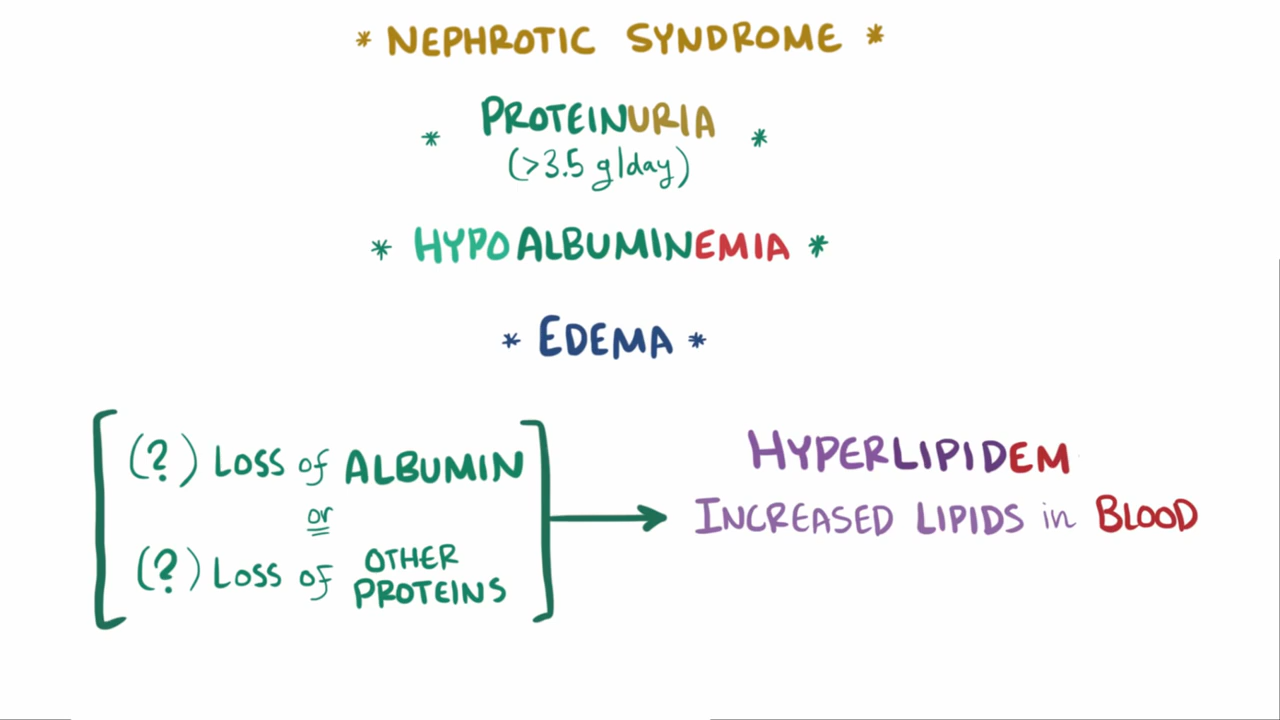 * NEPHROTIC SYNDROME *
* PROTEINURIA *
(>3.5 g/day)
* HYPOALBUMINEMIA *
* EDEMA *
(?) LOSS of ALBUMIN
or
(?) LOSS of OTHER
PROTEINS
HYPERLIPIDEM
INCREASED LIPIDS in BLOOD